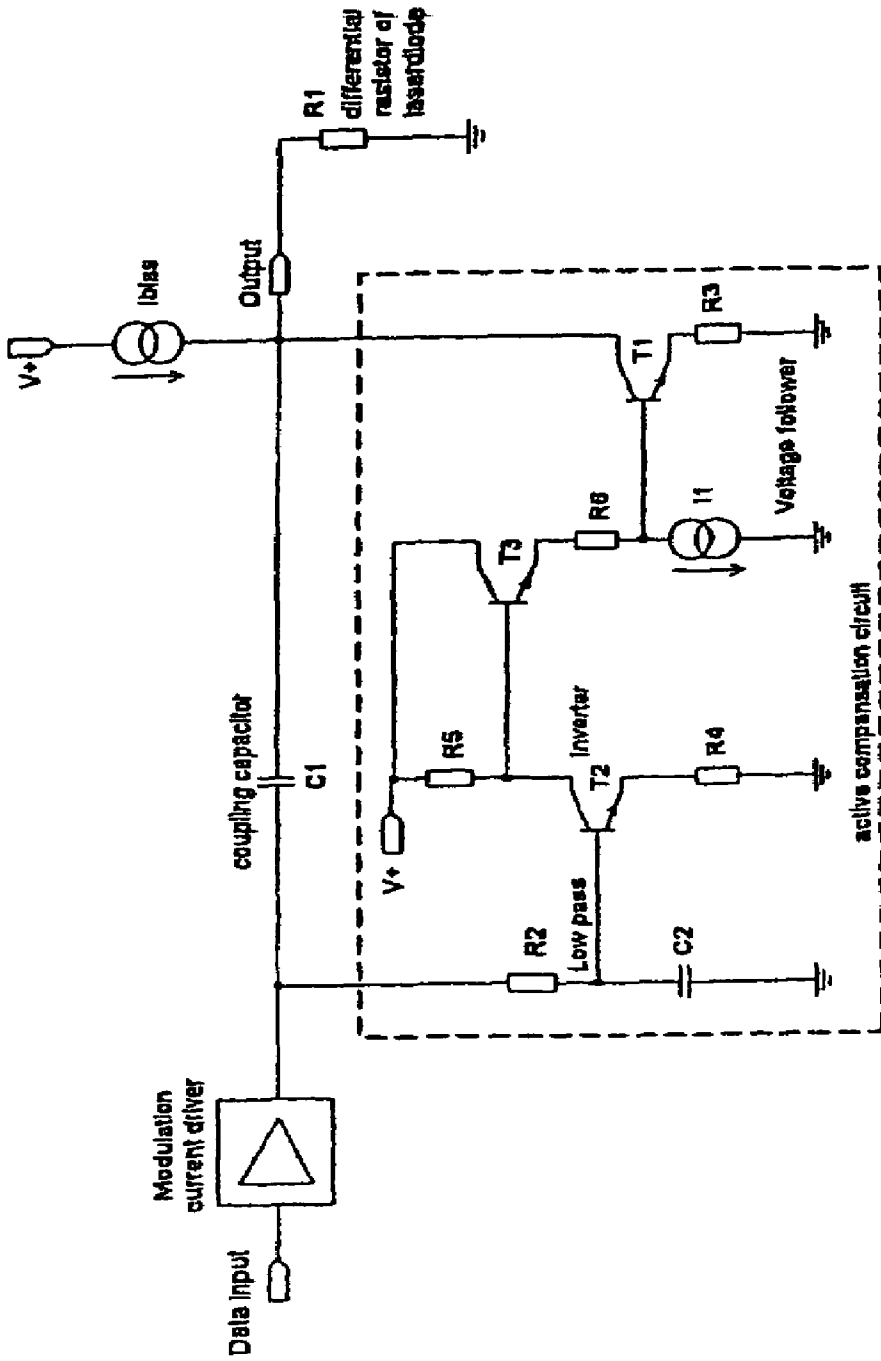 Data Input
Modulation
current driver
coupling capacitor
C1
V+
Ibias
Output
R1
differential
resistor of
laserdiode
R2
Low pass
C2
V+
R5
Inverter
T2
R4
T3
R6
I1
Voltage follower
T1
R3
active compensation circuit